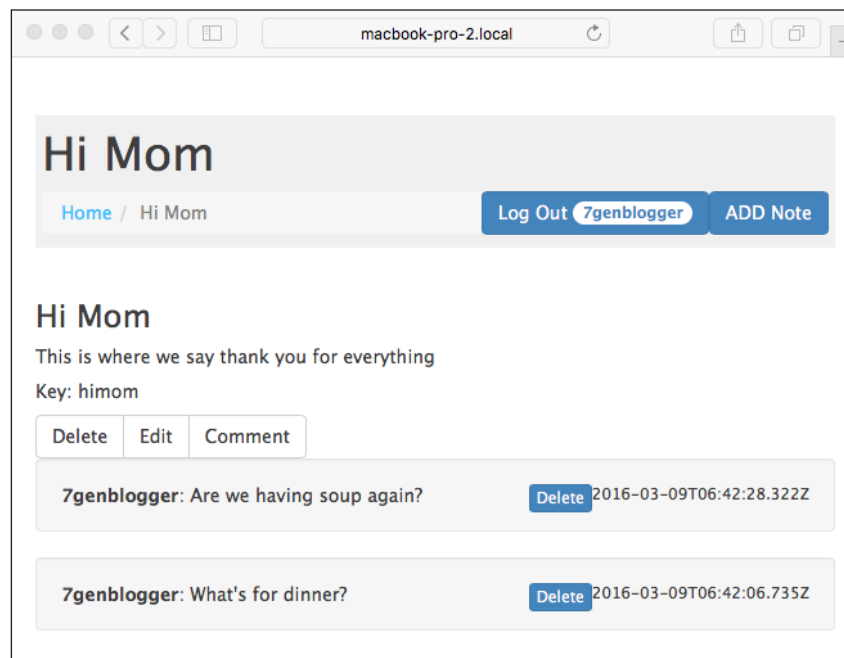 macbook-pro-2.local
Hi Mom
Home / Hi Mom
Log Out 7genblogger ADD Note
Hi Mom
This is where we say thank you for everything
Key: himom
Delete Edit Comment
7genblogger: Are we having soup again? Delete 2016-03-09T06:42:28.322Z
7genblogger: What's for dinner? Delete 2016-03-09T06:42:06.735Z